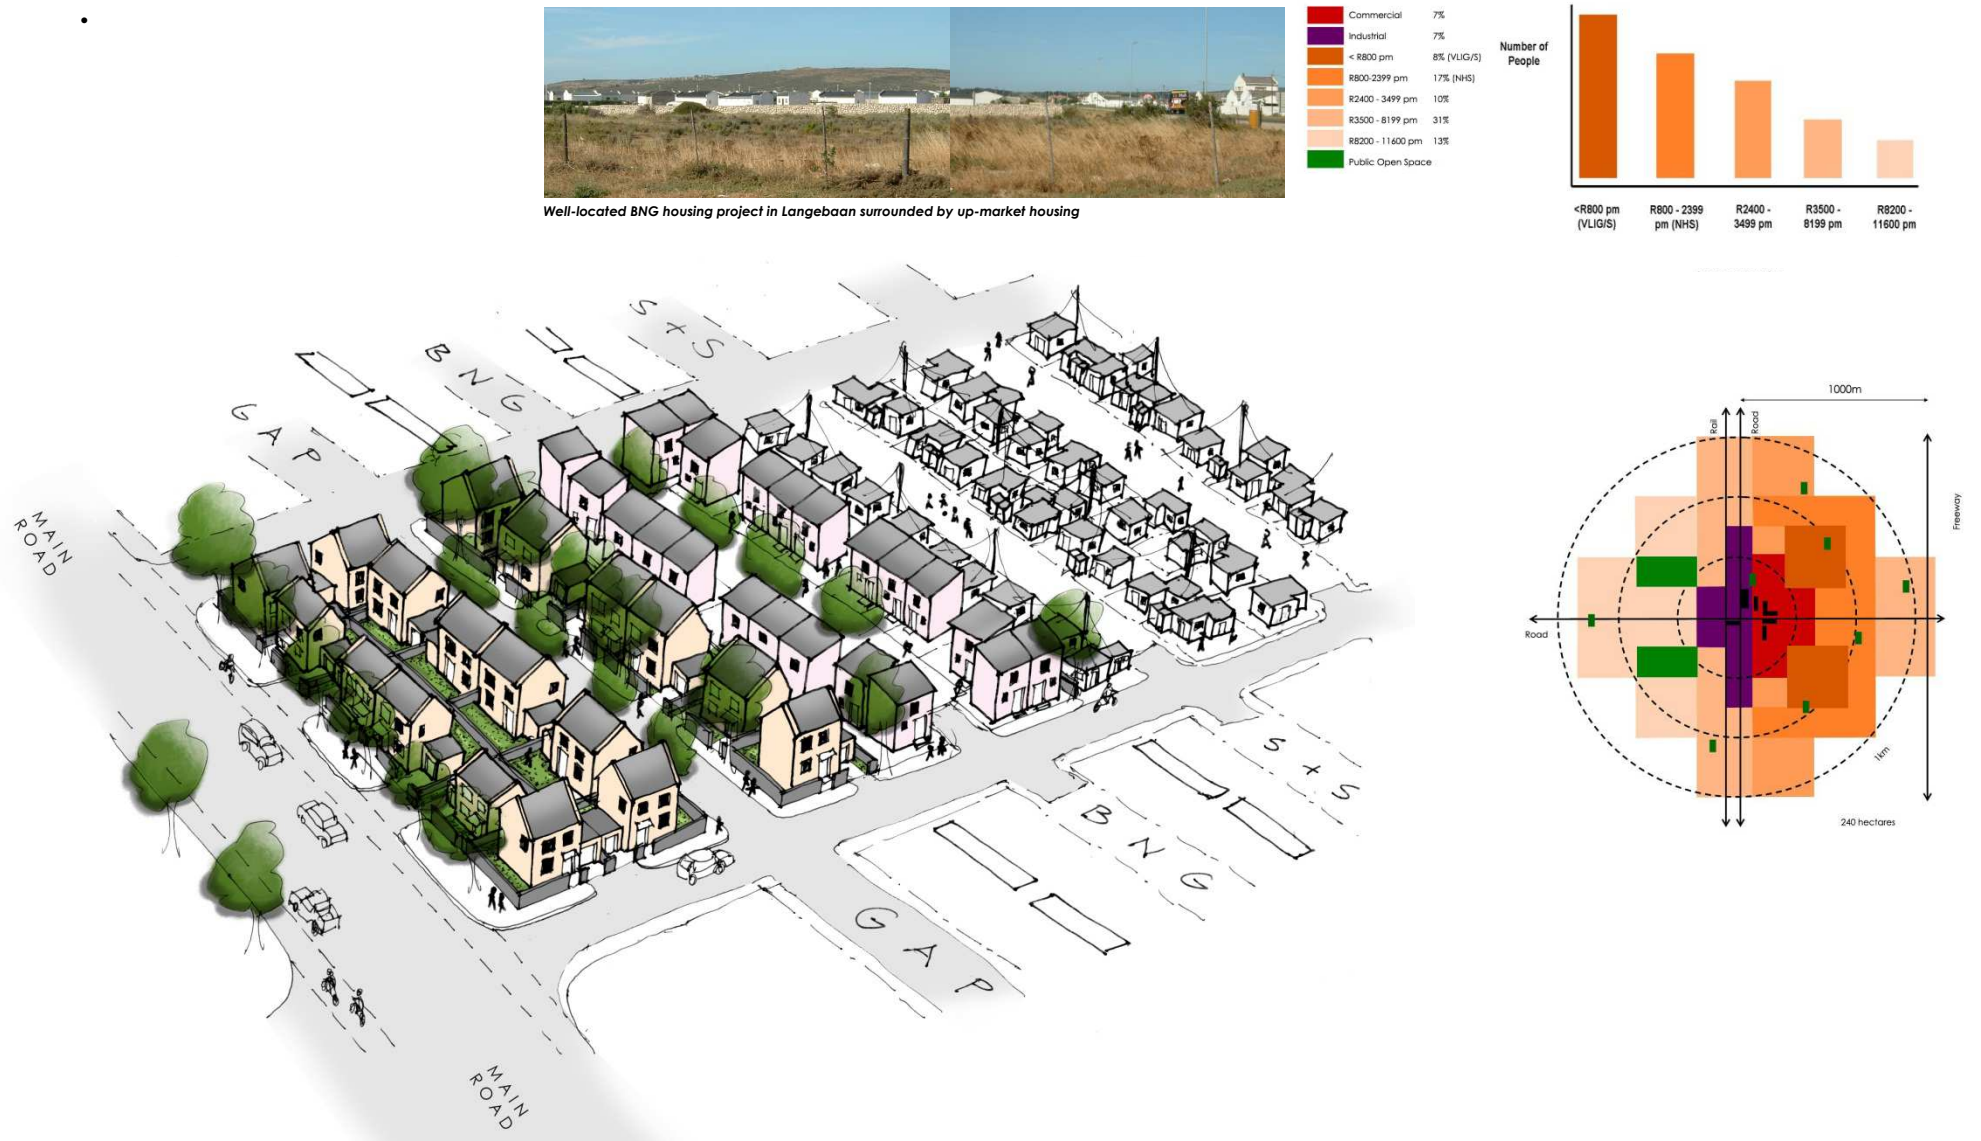 •
Well-located BNG housing project in Langebaan surrounded by up-market housing
Commercial 7%
Industrial 7%
< R800 pm 8% (VLIG/S)
R800-2399 pm 17% (NHS)
R2400 - 3499 pm 10%
R3500 - 8199 pm 31%
R8200 - 11600 pm 13%
Public Open Space
Number of
People
<R800 pm
(VLIG/S)
R800 - 2399
pm (NHS)
R2400 -
3499 pm
R3500 -
8199 pm
R8200 -
11600 pm
S + S
BNG
GAP
MAIN
ROAD
S + S
BNG
GAP
MAIN
ROAD
1000m
Rail
Road
Freeway
Road
1km
240 hectares